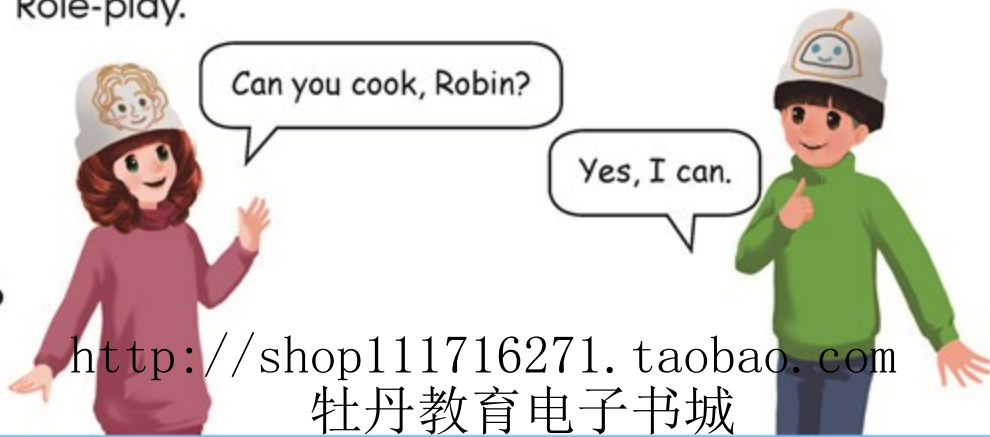 Role-play.
Can you cook, Robin?
Yes, I can.
http://shop111716271.taobao.com
牡丹教育电子书城